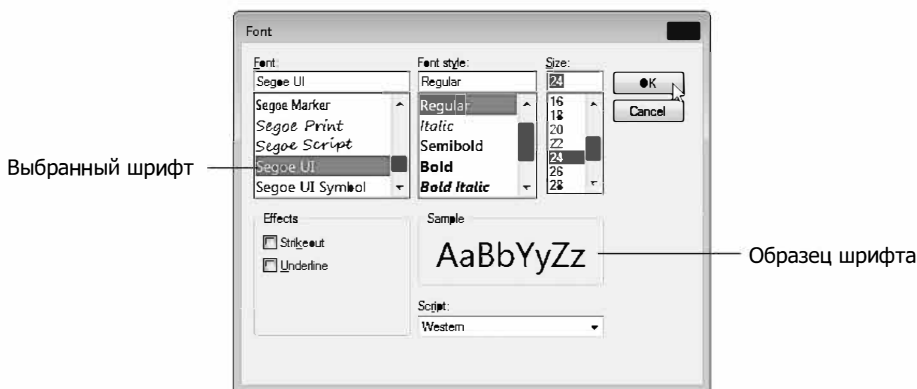 Font
Font:
Font style:
Size:
Segoe UI
Regular
24
OK
Cancel
Segoe Marker
Segoe Print
Segoe Script
Segoe UI
Segoe UI Symbol
Regular
Italic
Semibold
Bold
Bold Italic
16
18
20
22
24
26
28
Выбранный шрифт
Effects
Strikeout
Underline
Sample
AaBbYyZz
Образец шрифта
Script:
Western